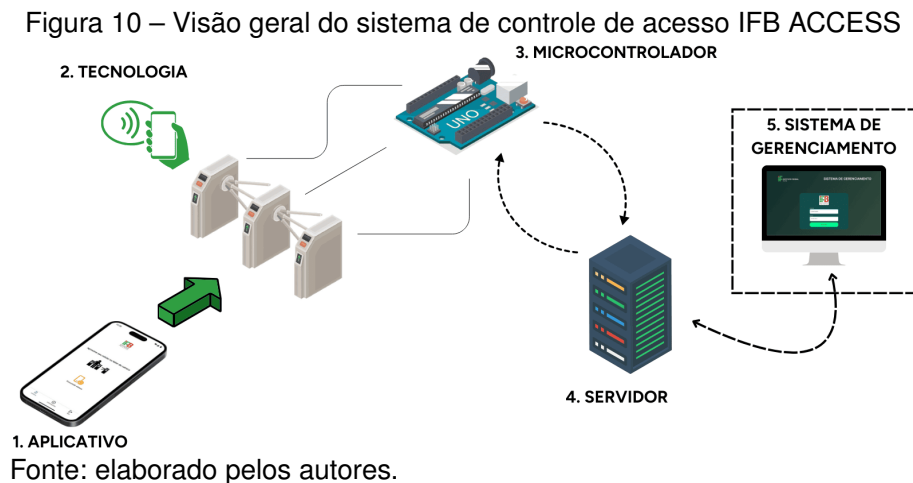 Figura 10 – Visão geral do sistema de controle de acesso IFB ACCESS
3. MICROCONTROLADOR
2. TECNOLOGIA
UNO
5. SISTEMA DE
GERENCIAMENTO
SISTEMA DE GERENCIAMENTO
IFB
4. SERVIDOR
1. APLICATIVO
Fonte: elaborado pelos autores.